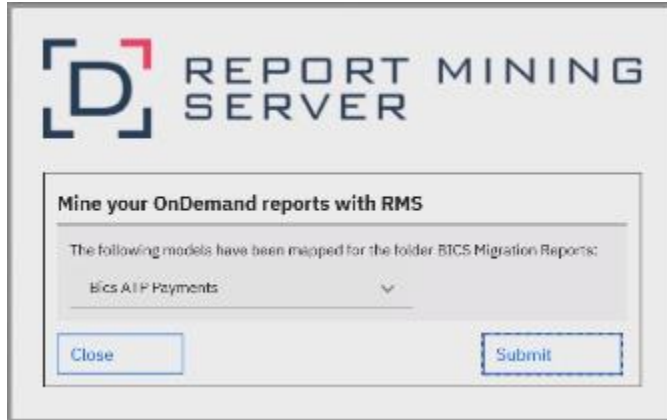 D REPORT MINING
SERVER
Mine your OnDemand reports with RMS
The following models have been mapped for the folder BICS Migration Reports:
Bics ATP Payments
Close
Submit